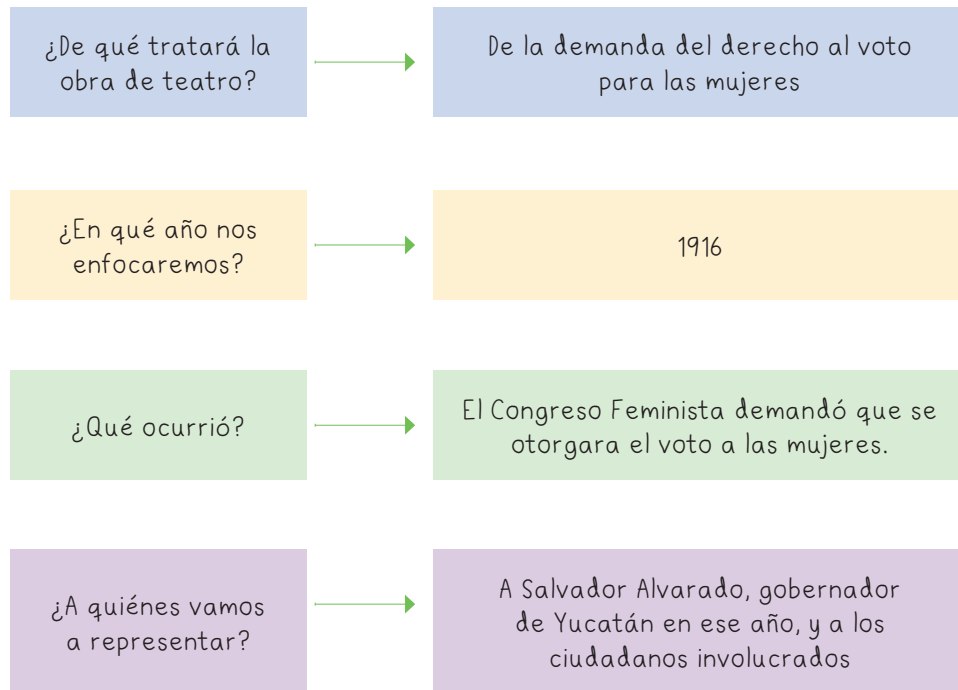 ¿De qué tratará la
obra de teatro?
De la demanda del derecho al voto
para las mujeres
¿En qué año nos
enfocaremos?
1916
¿Qué ocurrió?
El Congreso Feminista demandó que se
otorgara el voto a las mujeres.
¿A quiénes vamos
a representar?
A Salvador Alvarado, gobernador
de Yucatán en ese año, y a los
ciudadanos involucrados